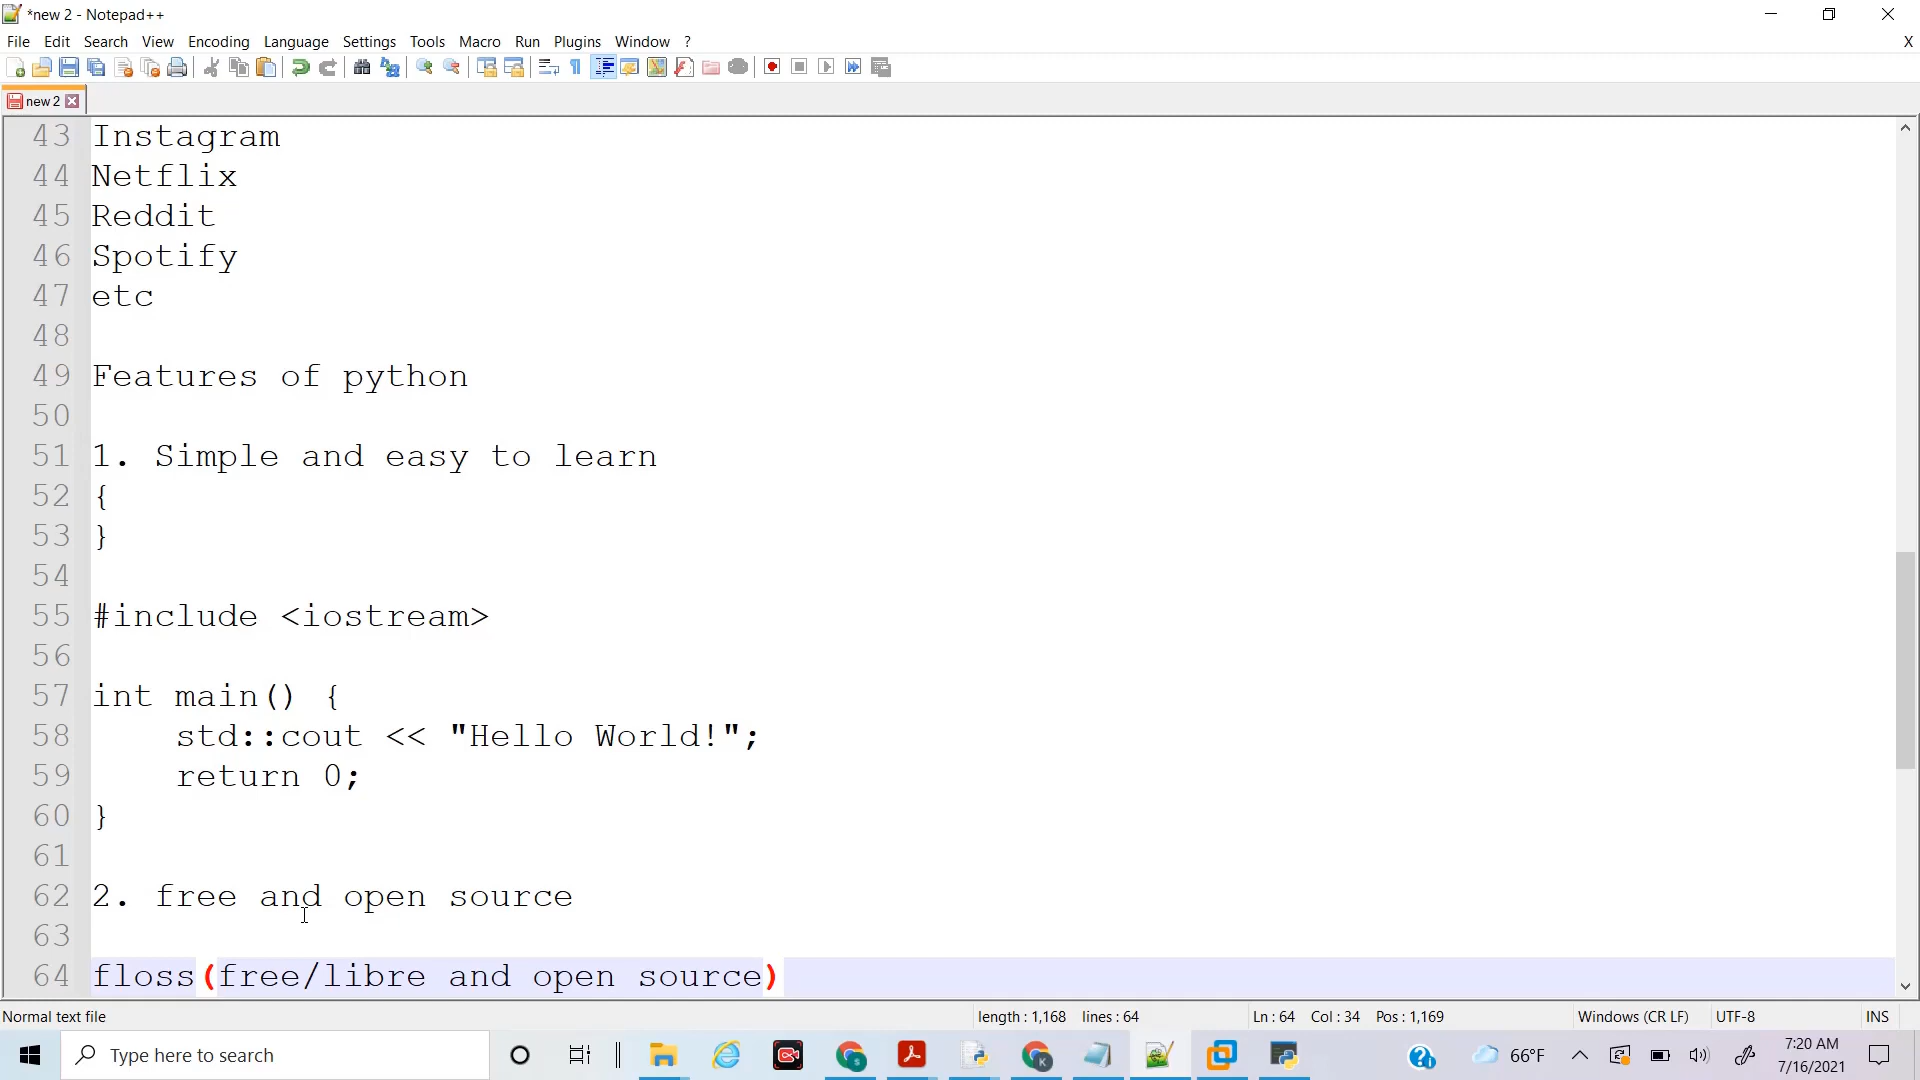 *new 2 - Notepad++
File Edit Search View Encoding Language Settings Tools Macro Run Plugins Window ? X
new 2
43 Instagram
44 Netflix
45 Reddit
46 Spotify
47 etc
48
49 Features of python
50
51 1. Simple and easy to learn
52 {
53 }
54
55 #include <iostream>
56
57 int main() {
58 std::cout << "Hello World!";
59 return 0;
60 }
61
62 2. free and open source
63
64 floss(free/libre and open source)
Normal text file length : 1,168 lines : 64 Ln : 64 Col : 34 Pos : 1,169 Windows (CR LF) UTF-8 INS
Type here to search 66°F 7:20 AM
7/16/2021